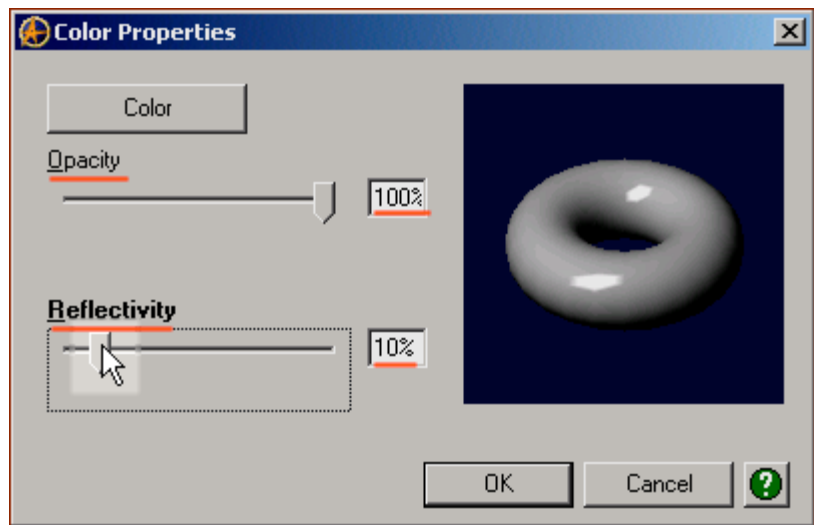 Color Properties
Color
Opacity
100%
Reflectivity
10%
OK
Cancel
?